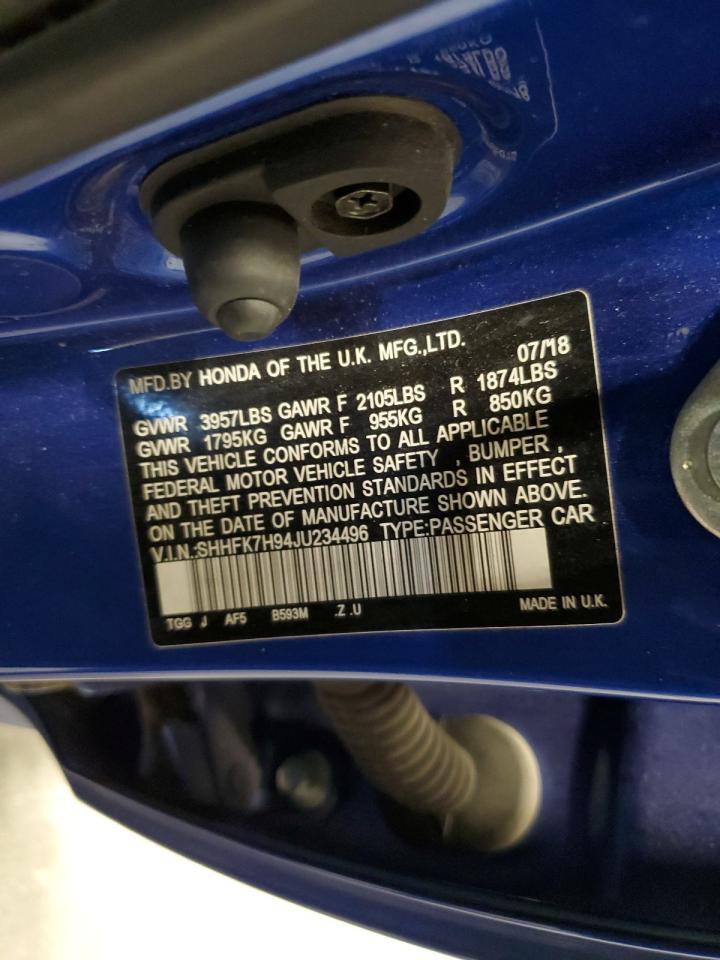 MFD.BY HONDA OF THE U.K. MFG.,LTD. 07/18
GVWR 3957LBS GAWR F 2105LBS R 1874LBS
GVWR 1795KG GAWR F 955KG R 850KG
THIS VEHICLE CONFORMS TO ALL APPLICABLE
FEDERAL MOTOR VEHICLE SAFETY , BUMPER ,
AND THEFT PREVENTION STANDARDS IN EFFECT
ON THE DATE OF MANUFACTURE SHOWN ABOVE.
V.I.N.:SHHFK7H94JU234496 TYPE:PASSENGER CAR
TGG J AF5 B593M .Z .U MADE IN U.K.